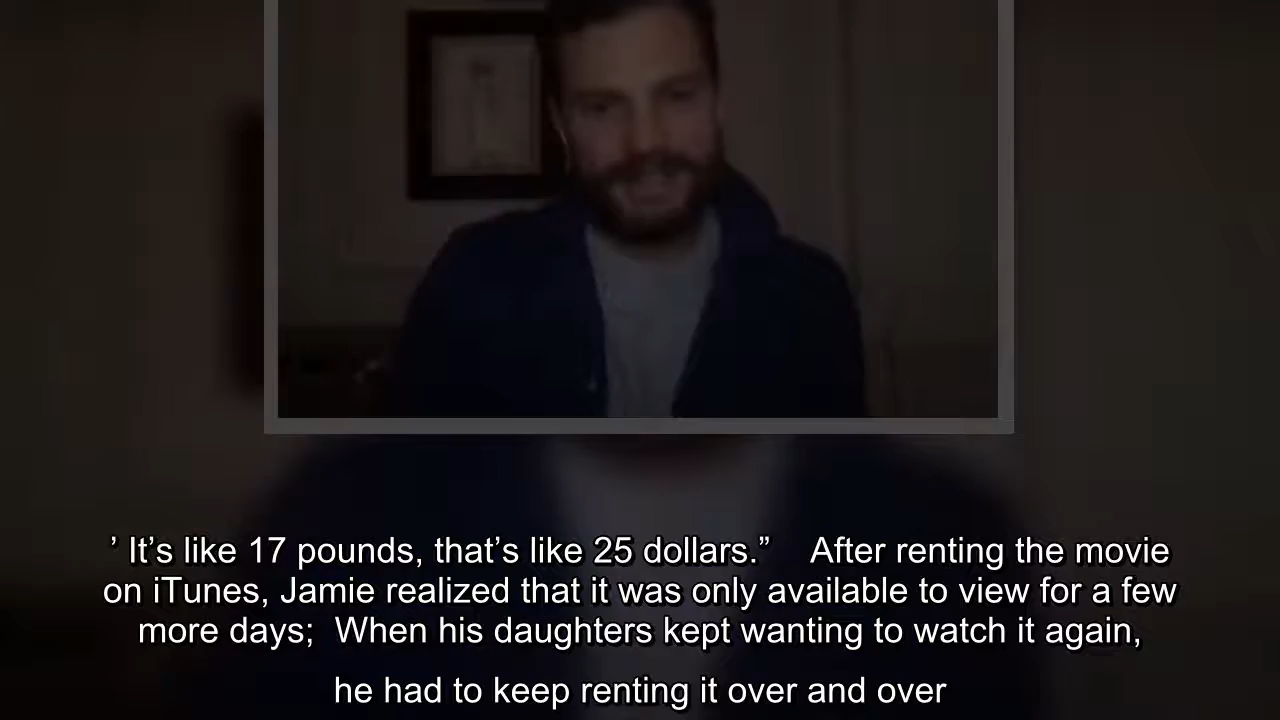 ’ It’s like 17 pounds, that’s like 25 dollars.” After renting the movie
on iTunes, Jamie realized that it was only available to view for a few
more days; When his daughters kept wanting to watch it again,
he had to keep renting it over and over